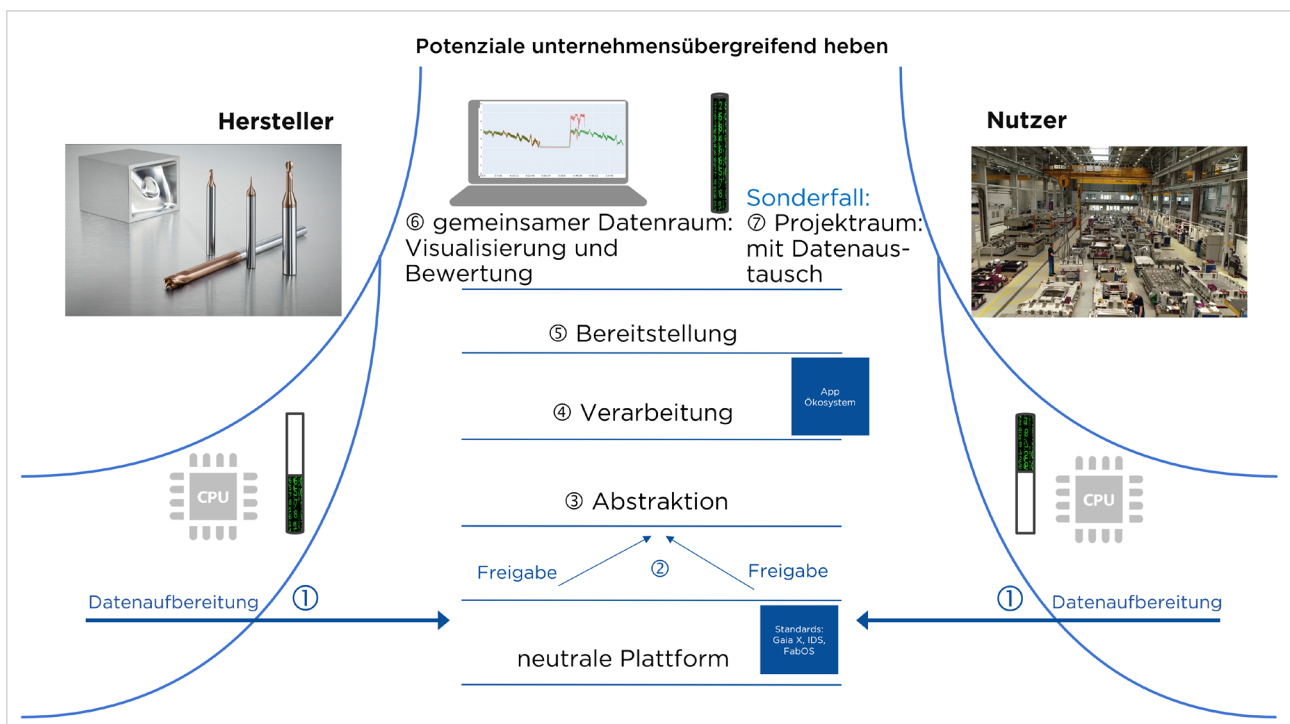 Potenziale unternehmensübergreifend heben
Hersteller
Nutzer
Sonderfall:
⑥ gemeinsamer Datenraum:
Visualisierung und
Bewertung
⑦ Projektraum:
mit Datenaus-
tausch
⑤ Bereitstellung
App
Ökosystem
④ Verarbeitung
CPU
CPU
③ Abstraktion
Freigabe
②
Freigabe
Datenaufbereitung
①
①
Datenaufbereitung
Standards:
Gaia X, IDS,
FabOS
neutrale Plattform